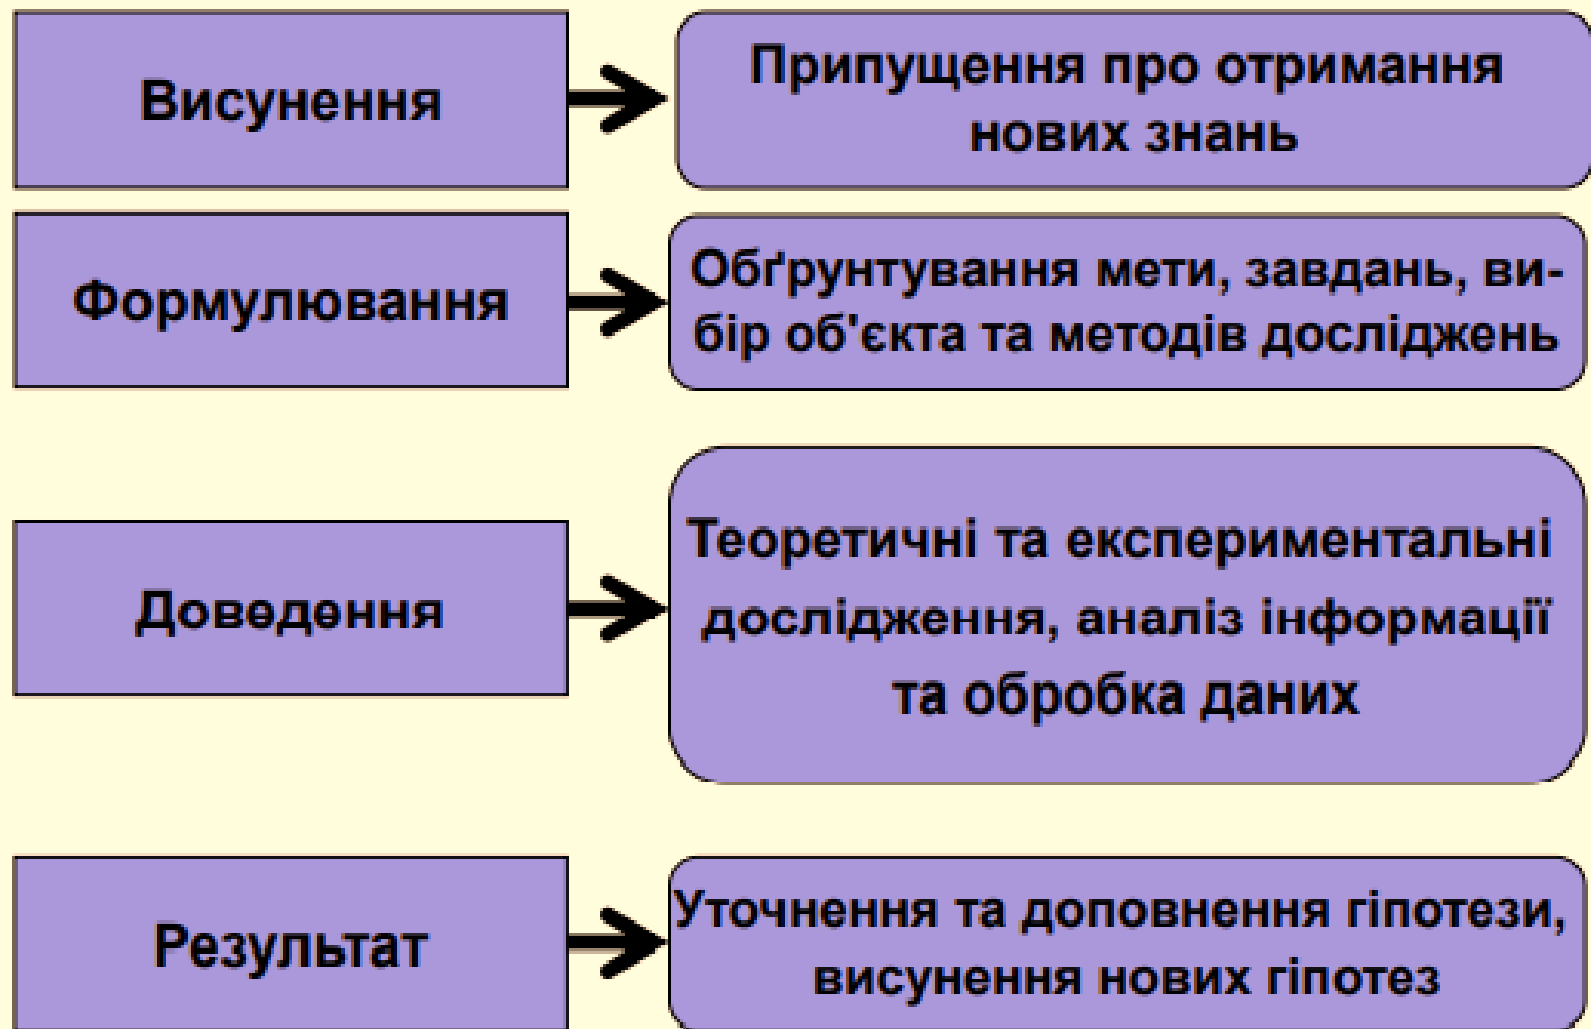 Висунення
Припущення про отримання
нових знань
Формулювання
Обґрунтування мети, завдань, ви-
бір об'єкта та методів досліджень
Доведення
Теоретичні та експериментальні
дослідження, аналіз інформації
та обробка даних
Результат
Уточнення та доповнення гіпотези,
висунення нових гіпотез